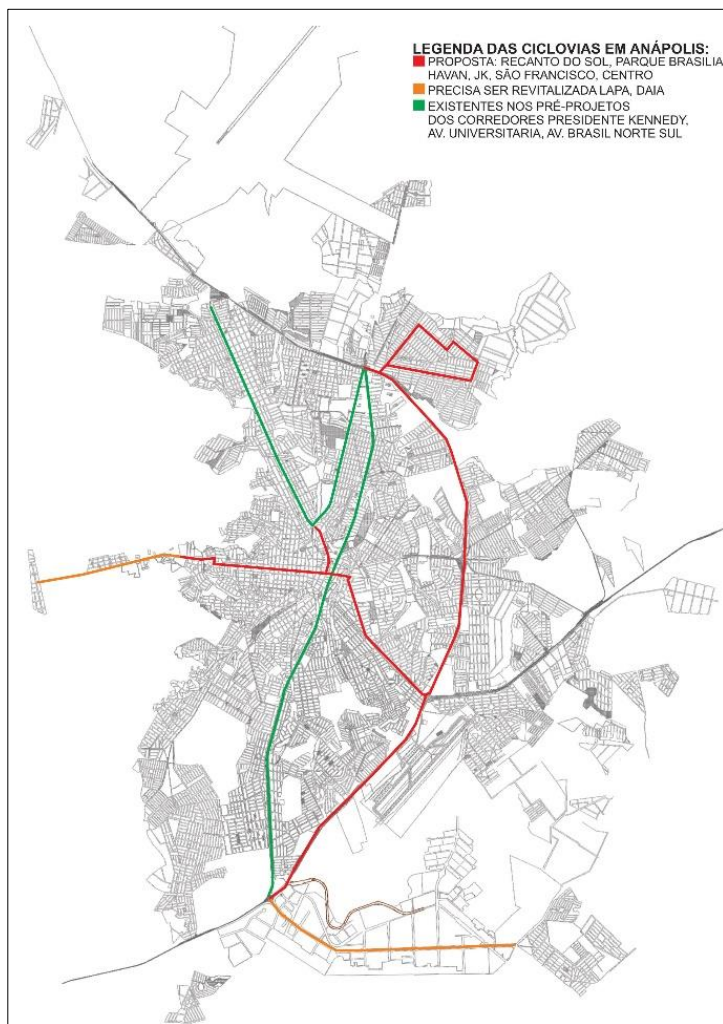 LEGENDA DAS CICLOVIAS EM ANÁPOLIS:
PROPOSTA: RECANTO DO SOL, PARQUE BRASILIA
HAVAN, JK, SÃO FRANCISCO, CENTRO
PRECISA SER REVITALIZADA LAPA, DAIA
EXISTENTES NOS PRÉ-PROJETOS
DOS CORREDORES PRESIDENTE KENNEDY,
AV. UNIVERSITARIA, AV. BRASIL NORTE SUL